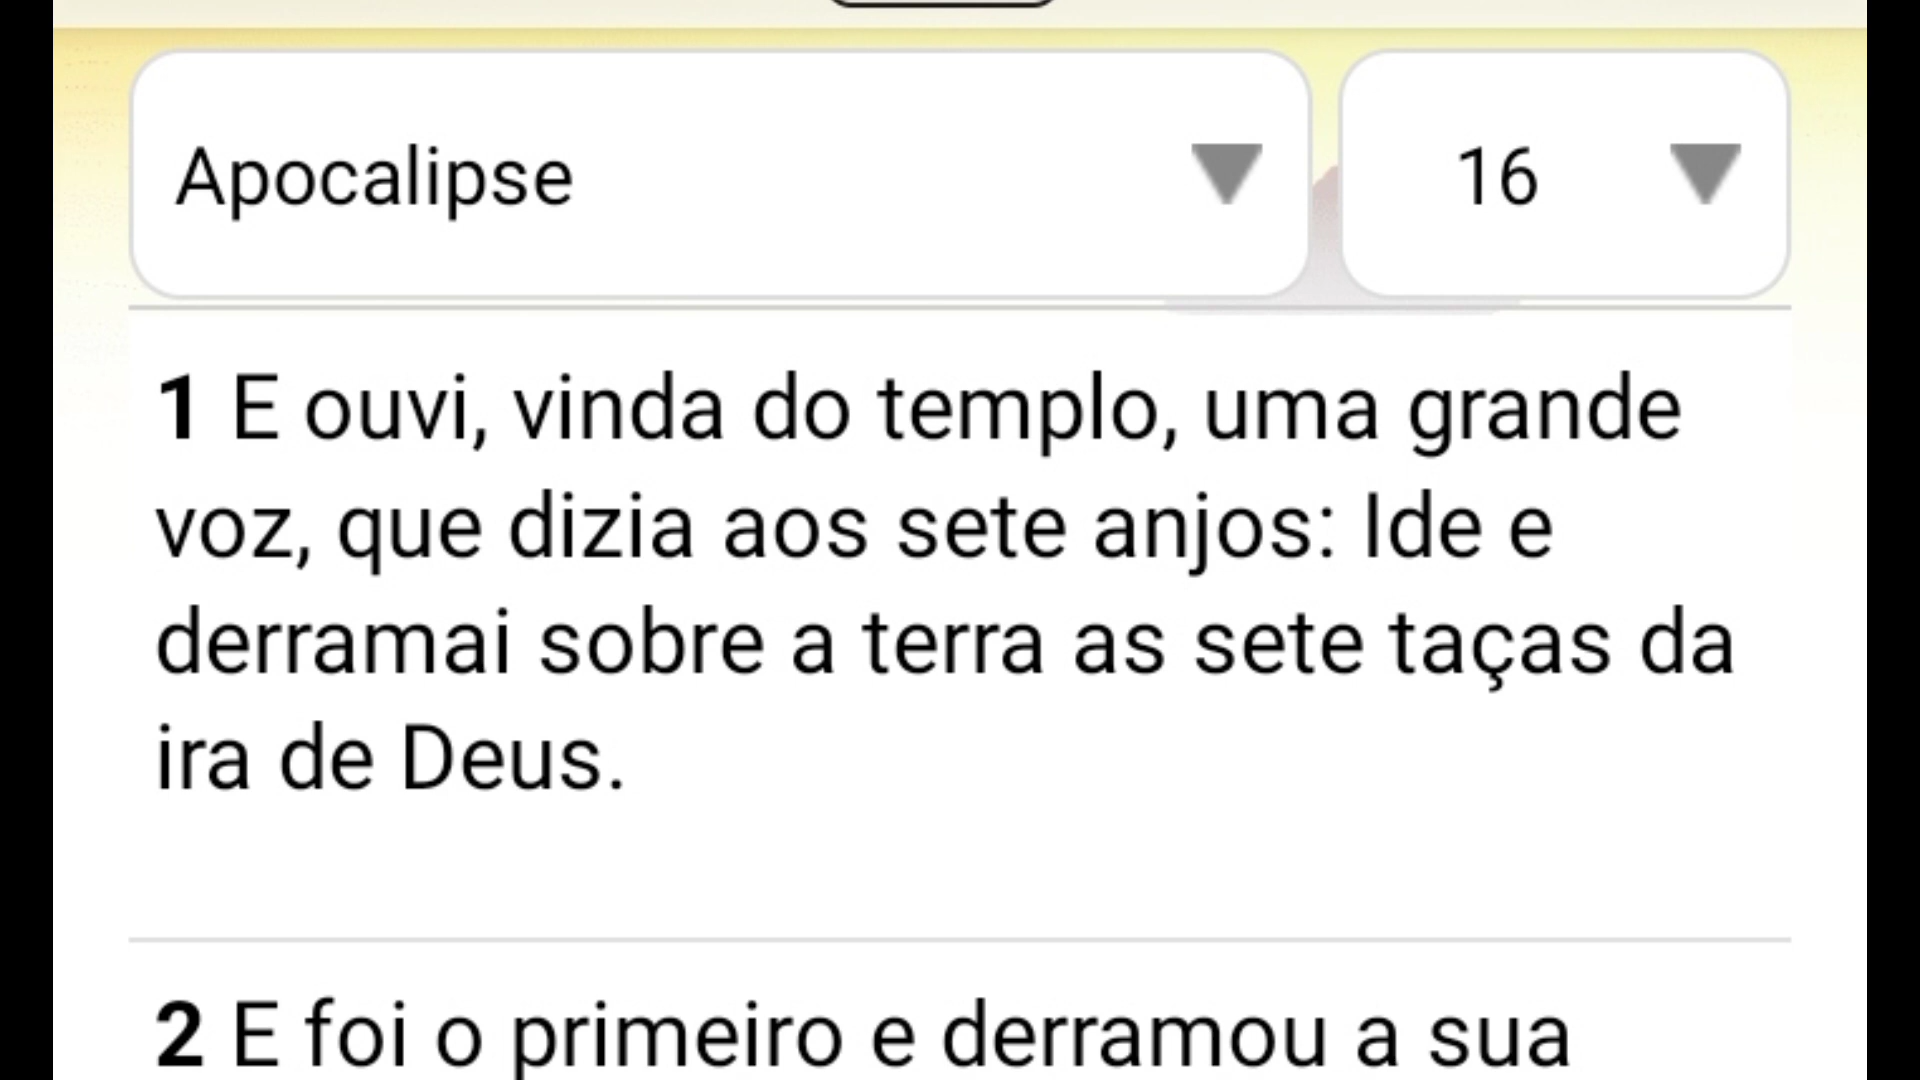 Apocalipse
16
1 E ouvi, vinda do templo, uma grande
voz, que dizia aos sete anjos: Ide e
derramai sobre a terra as sete taças da
ira de Deus.
2 E foi o primeiro e derramou a sua